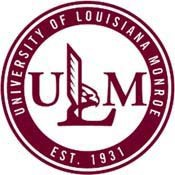 UNIVERSITY OF LOUISIANA MONROE
ULM
EST. 1931